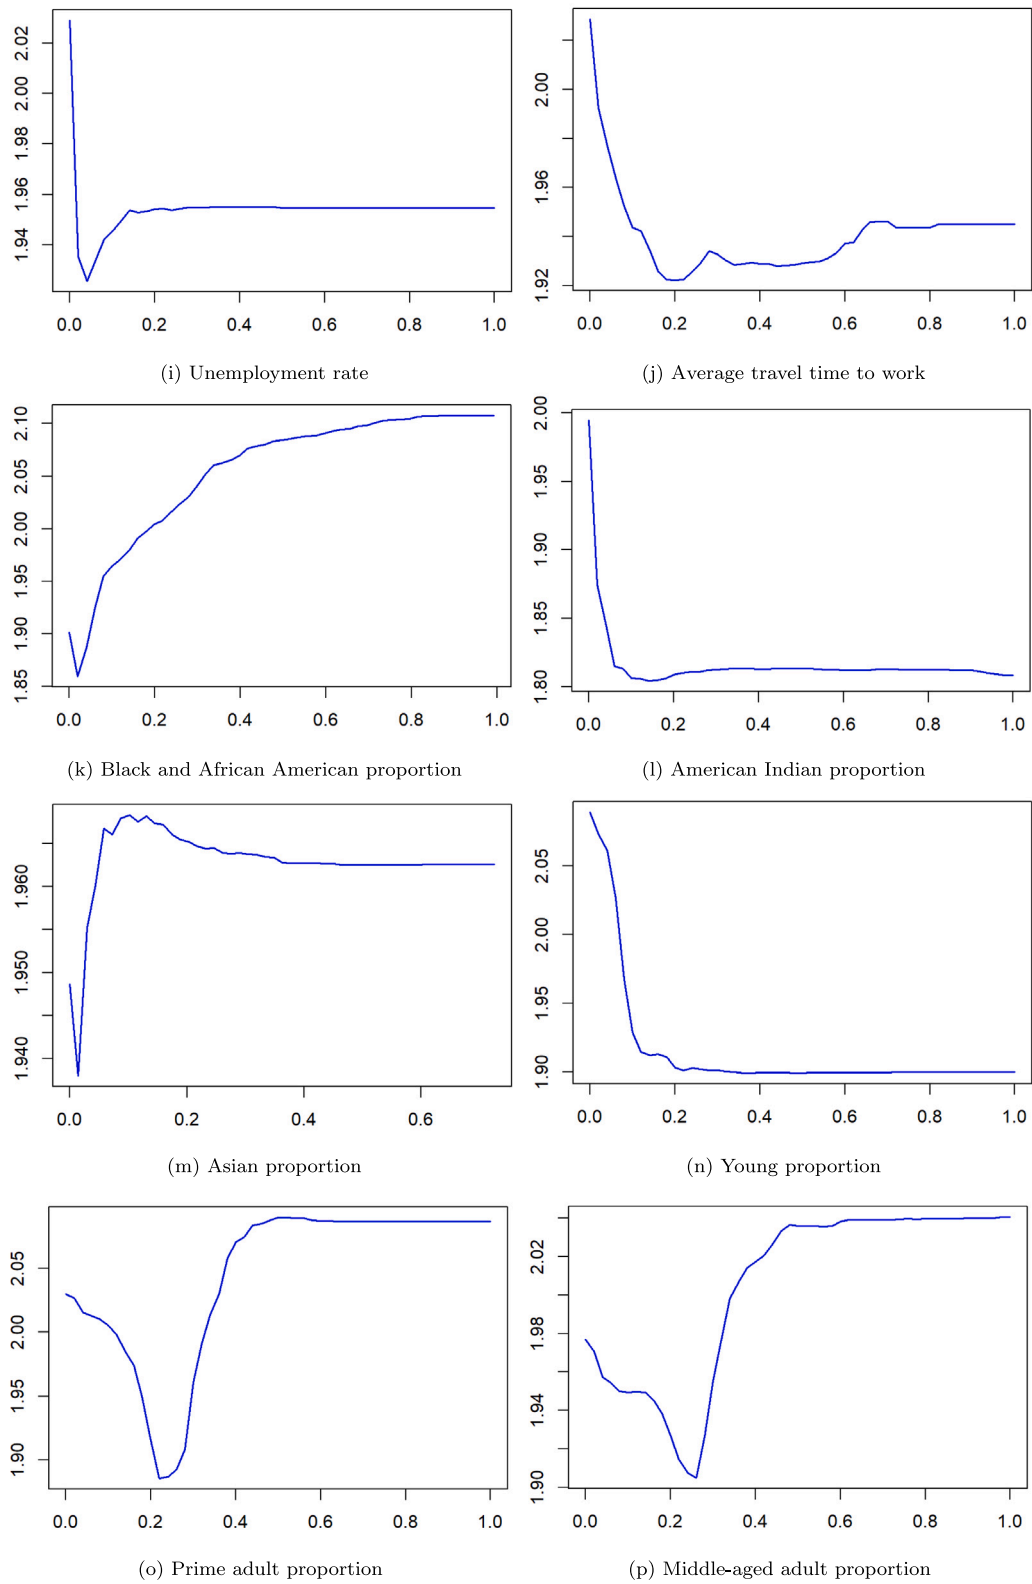 2.02
2.00
1.98
1.96
1.94
0.0 0.2 0.4 0.6 0.8 1.0
(i) Unemployment rate
2.00
1.96
1.92
0.0 0.2 0.4 0.6 0.8 1.0
(j) Average travel time to work
2.10
2.05
2.00
1.95
1.90
1.85
0.0 0.2 0.4 0.6 0.8 1.0
(k) Black and African American proportion
2.00
1.95
1.90
1.85
1.80
0.0 0.2 0.4 0.6 0.8 1.0
(l) American Indian proportion
1.960
1.950
1.940
0.0 0.2 0.4 0.6
(m) Asian proportion
2.05
2.00
1.95
1.90
0.0 0.2 0.4 0.6 0.8 1.0
(n) Young proportion
2.05
2.00
1.95
1.90
0.0 0.2 0.4 0.6 0.8 1.0
(o) Prime adult proportion
2.02
1.98
1.94
1.90
0.0 0.2 0.4 0.6 0.8 1.0
(p) Middle-aged adult proportion